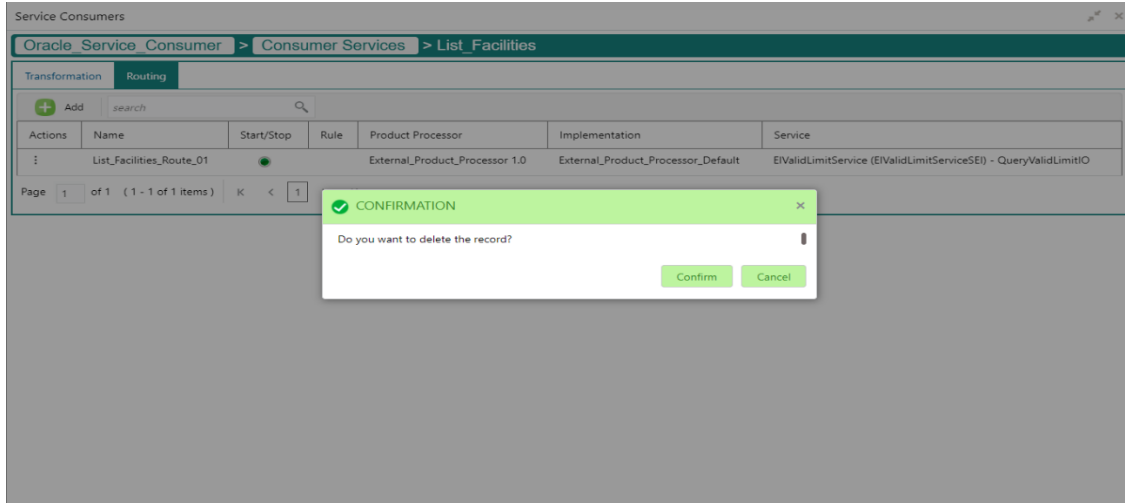 Service Consumers
Oracle_Service_Consumer > Consumer Services > List_Facilities
Transformation Routing
Add search
Actions Name Start/Stop Rule Product Processor Implementation Service
List_Facilities_Route_01 External_Product_Processor 1.0 External_Product_Processor_Default EIValidLimitService (EIValidLimitServiceSEI) - QueryValidLimitIO
Page 1 of 1 (1 - 1 of 1 items) K < 1
CONFIRMATION ×
Do you want to delete the record?
Confirm Cancel